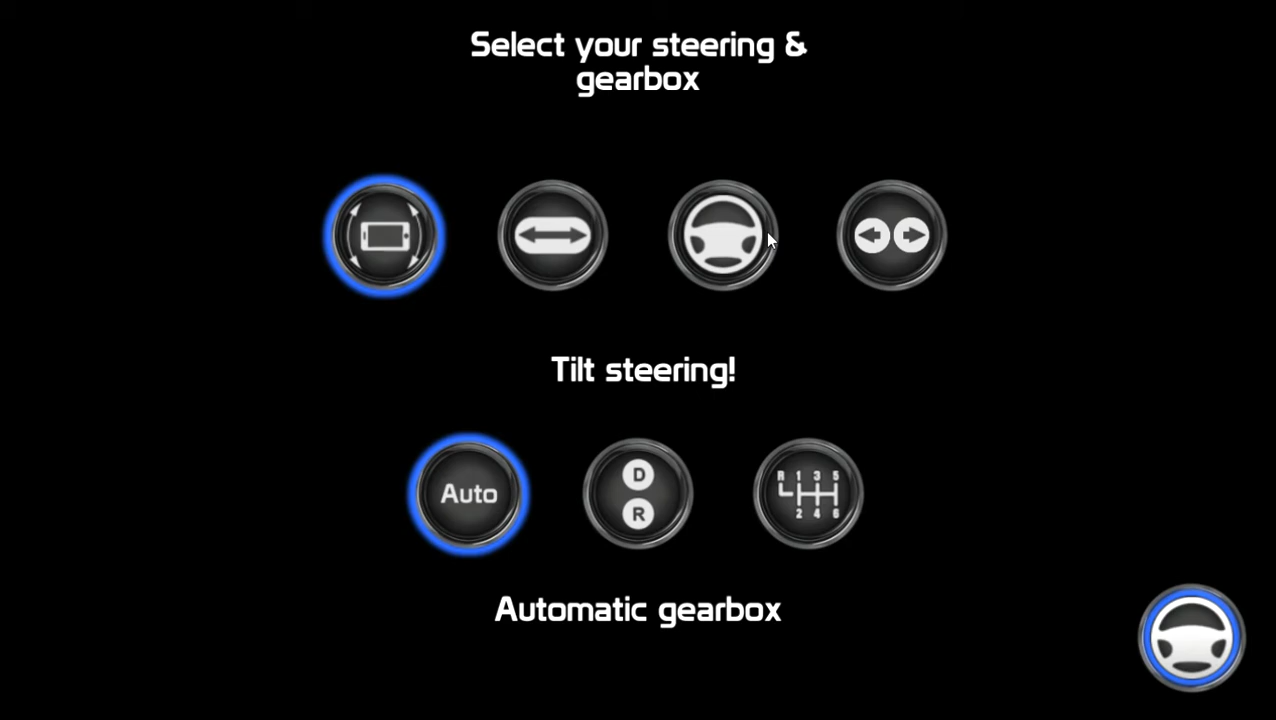 Select your steering &
gearbox
Tilt steering!
Auto
D
R
R 1 3 5
2 4 6
Automatic gearbox